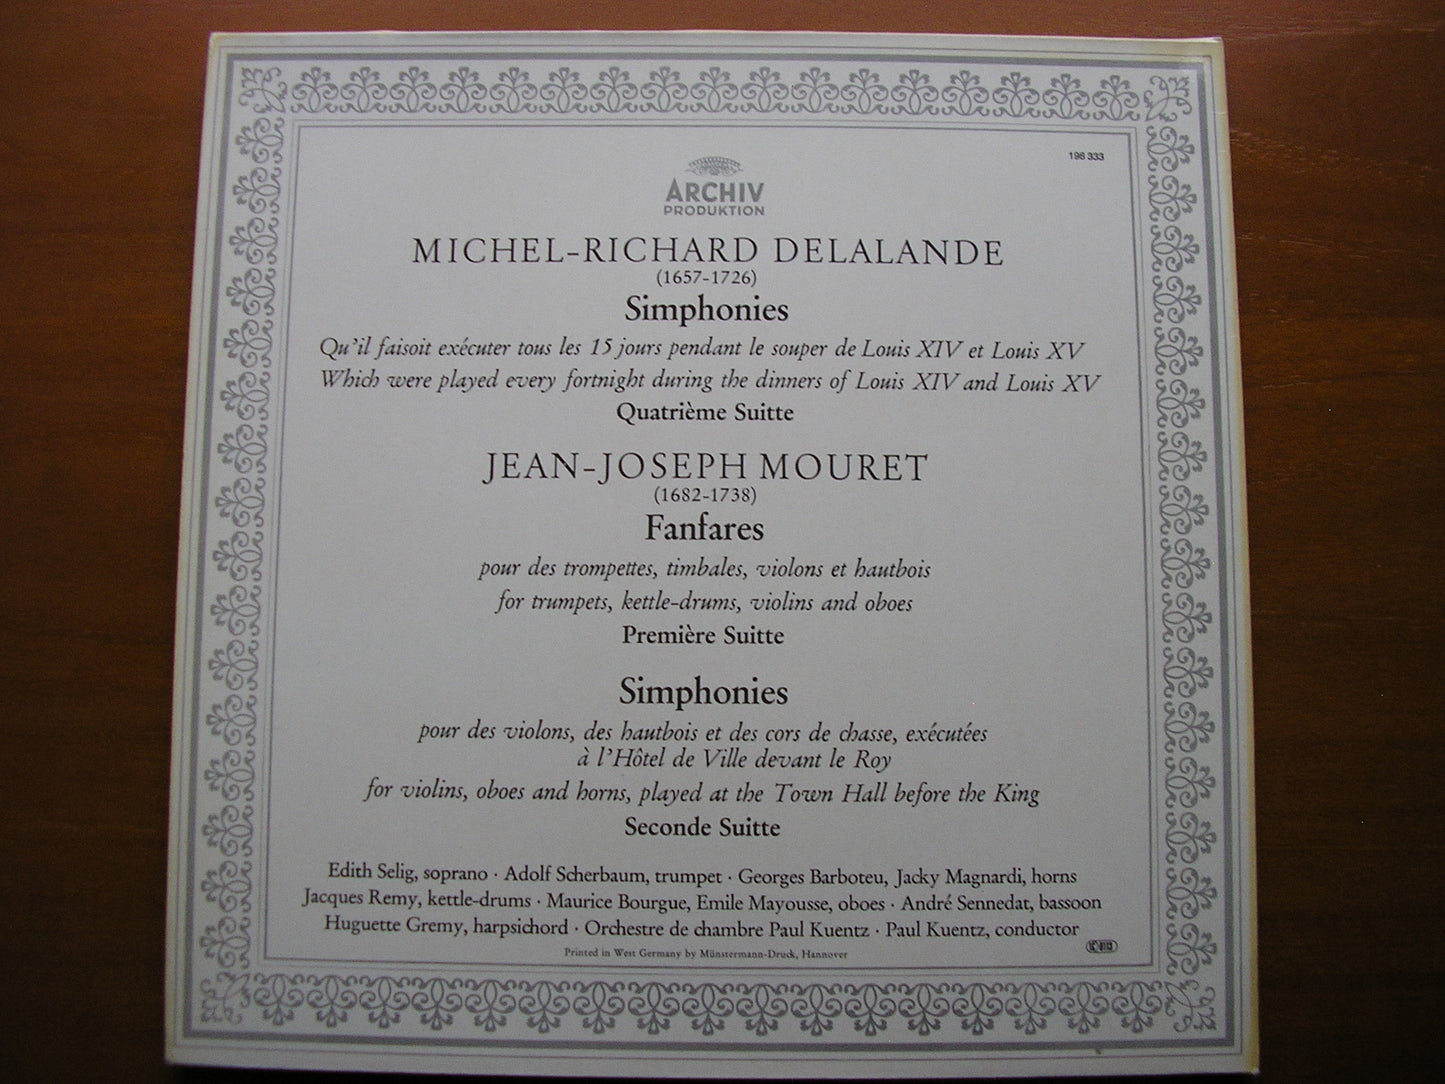 198 333
ARCHIV
PRODUKTION
MICHEL-RICHARD DELALANDE
(1657-1726)
Simphonies
Qu'il faisoit exécuter tous les 15 jours pendant le souper de Louis XIV et Louis XV
Which were played every fortnight during the dinners of Louis XIV and Louis XV
Quatrième Suitte
JEAN-JOSEPH MOURET
(1682-1738)
Fanfares
pour des trompettes, timbales, violons et hautbois
for trumpets, kettle-drums, violins and oboes
Première Suitte
Simphonies
pour des violons, des hautbois et des cors de chasse, exécutées
à l'Hôtel de Ville devant le Roy
for violins, oboes and horns, played at the Town Hall before the King
Seconde Suitte
Edith Selig, soprano · Adolf Scherbaum, trumpet · Georges Barboteu, Jacky Magnardi, horns
Jacques Remy, kettle-drums · Maurice Bourgue, Emile Mayousse, oboes · André Sennedat, bassoon
Huguette Gremy, harpsichord · Orchestre de chambre Paul Kuentz · Paul Kuentz, conductor
Printed in West Germany by Münstermann-Druck, Hannover